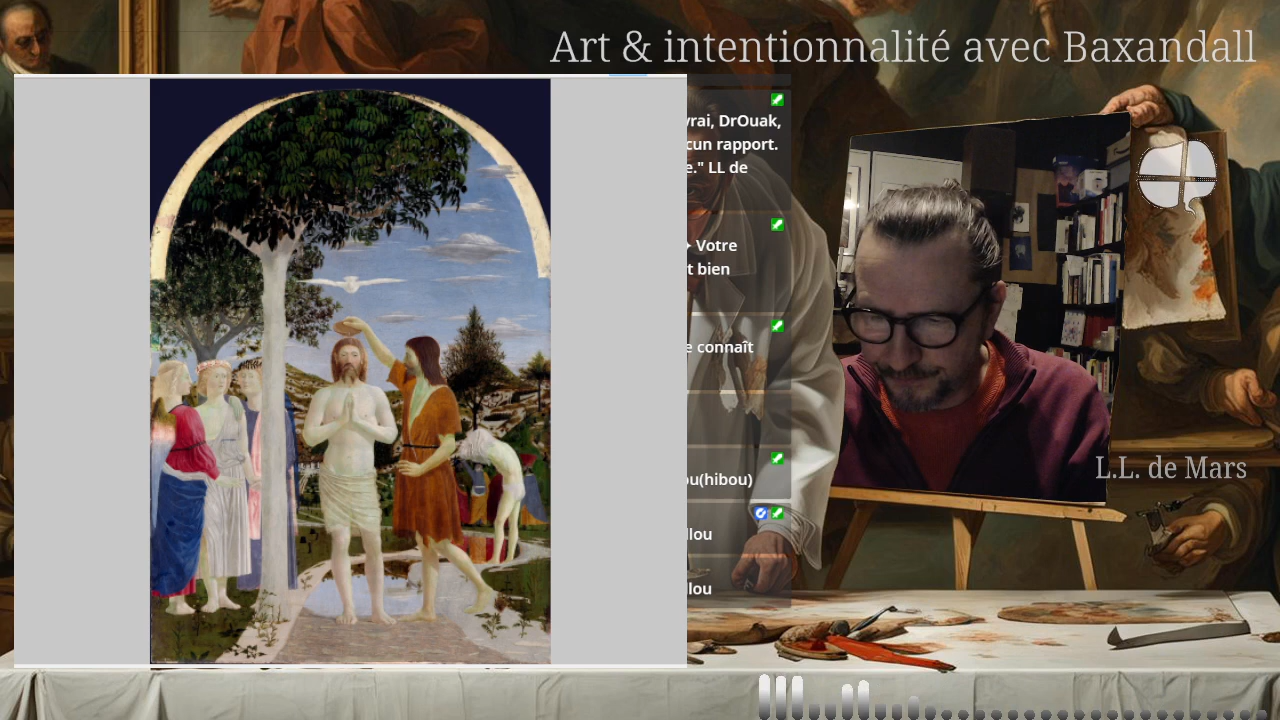 Art & intentionnalité avec Baxandall
vrai, DrOuak,
cun rapport.
e." LL de
Votre
t bien
e connaît
ou(hibou)
llou
llou
L.L. de Mars